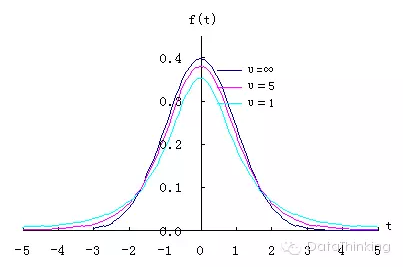 f(t)
0.4
0.3
0.2
0.1
0.0
υ=∞
υ=5
υ=1
-5 -4 -3 -2 -1 0 1 2 3 4 5 t
DataThinking